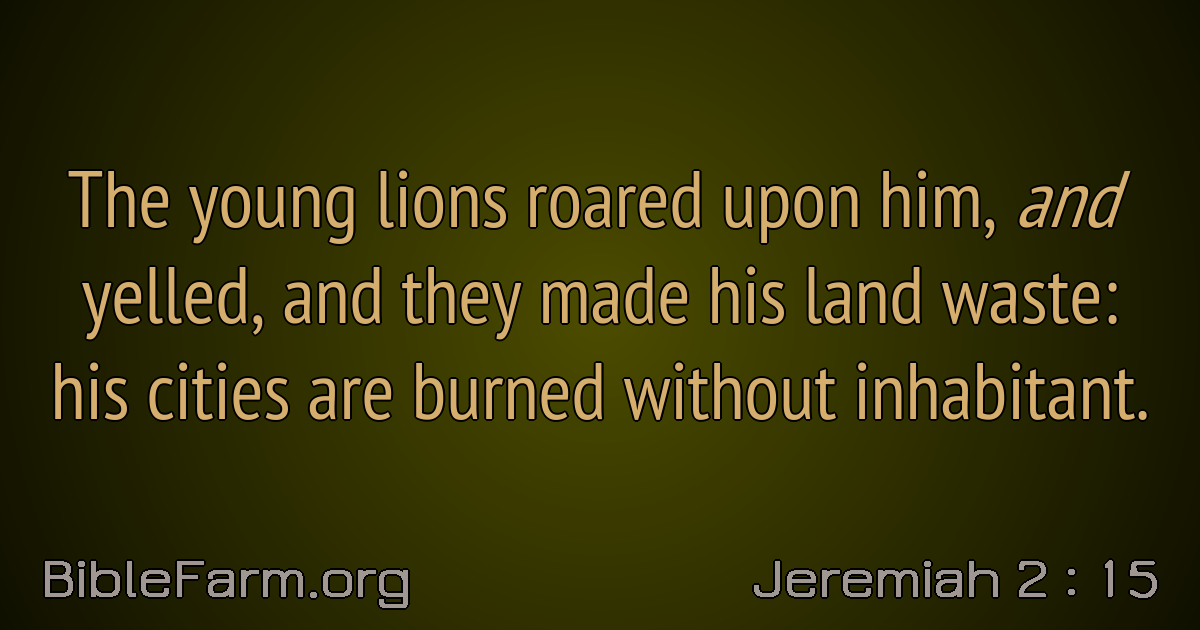 The young lions roared upon him, and
yelled, and they made his land waste:
his cities are burned without inhabitant.
BibleFarm.org
Jeremiah 2 : 15